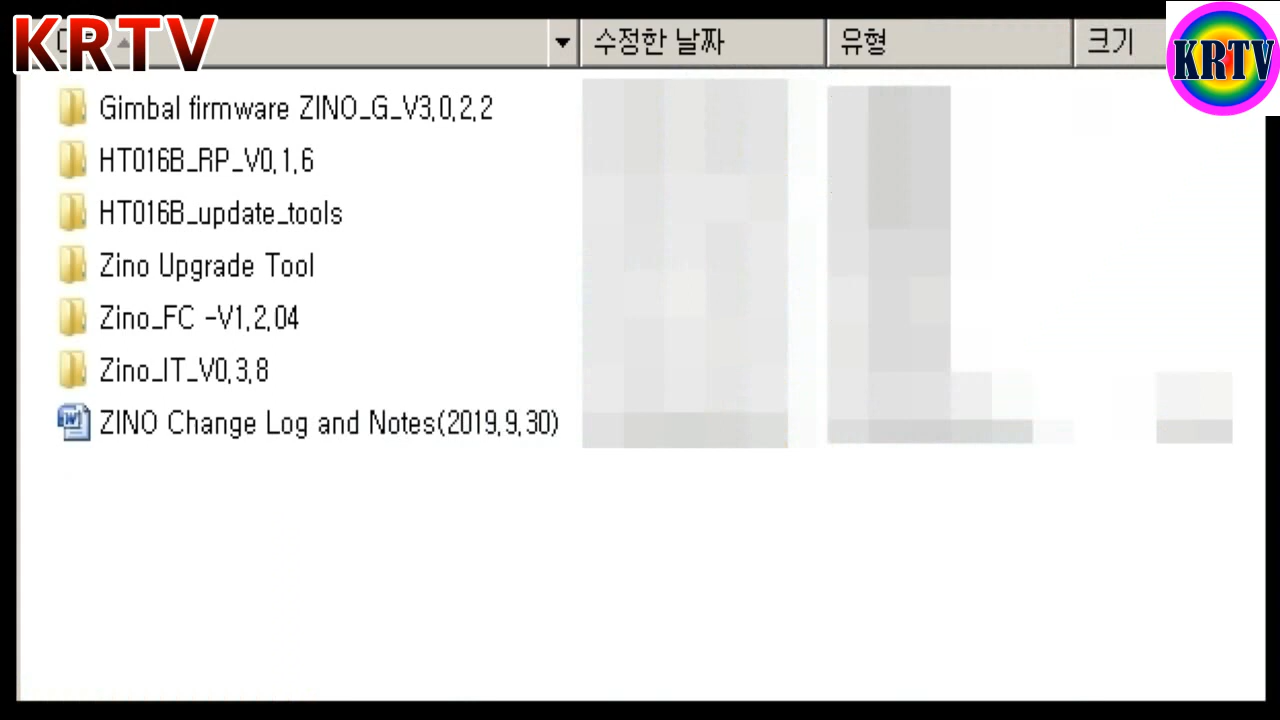 KRTV
수정한 날짜
유형
크기
KRTV
Gimbal firmware ZINO_G_V3,0,2,2
HT016B_RP_V0,1,6
HT016B_update_tools
Zino Upgrade Tool
Zino_FC -V1,2,04
Zino_IT_V0,3,8
ZINO Change Log and Notes(2019,9,30)